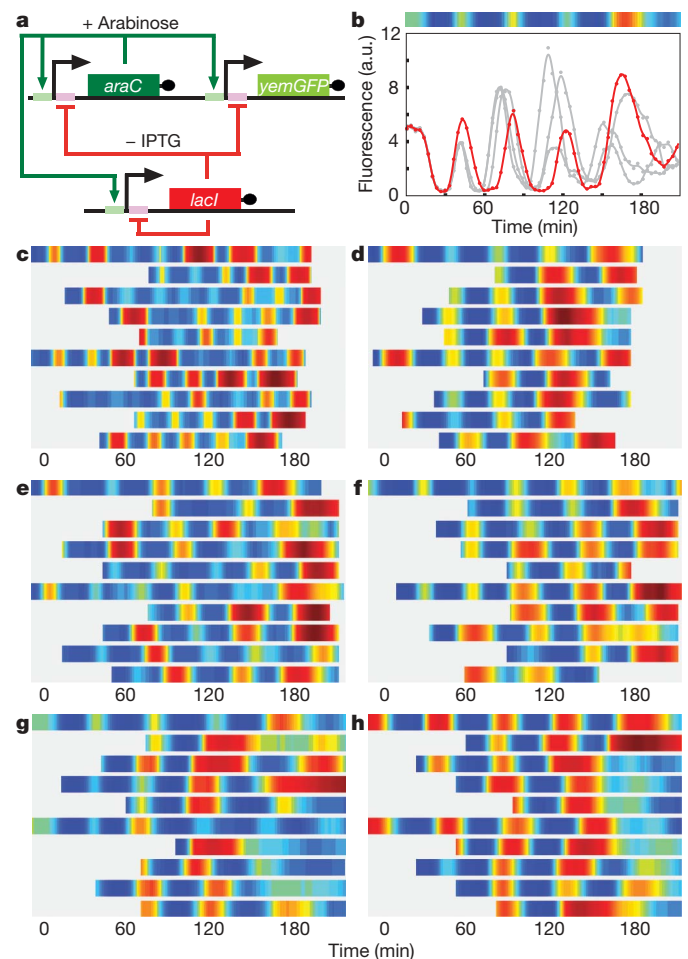 a
+ Arabinose
araC
yemGFP
– IPTG
lacI
b
Fluorescence (a.u.)
12
8
4
0
0 60 120 180
Time (min)
c
0 60 120 180
d
0 60 120 180
e
0 60 120 180
f
0 60 120 180
g
0 60 120 180
h
0 60 120 180
Time (min)